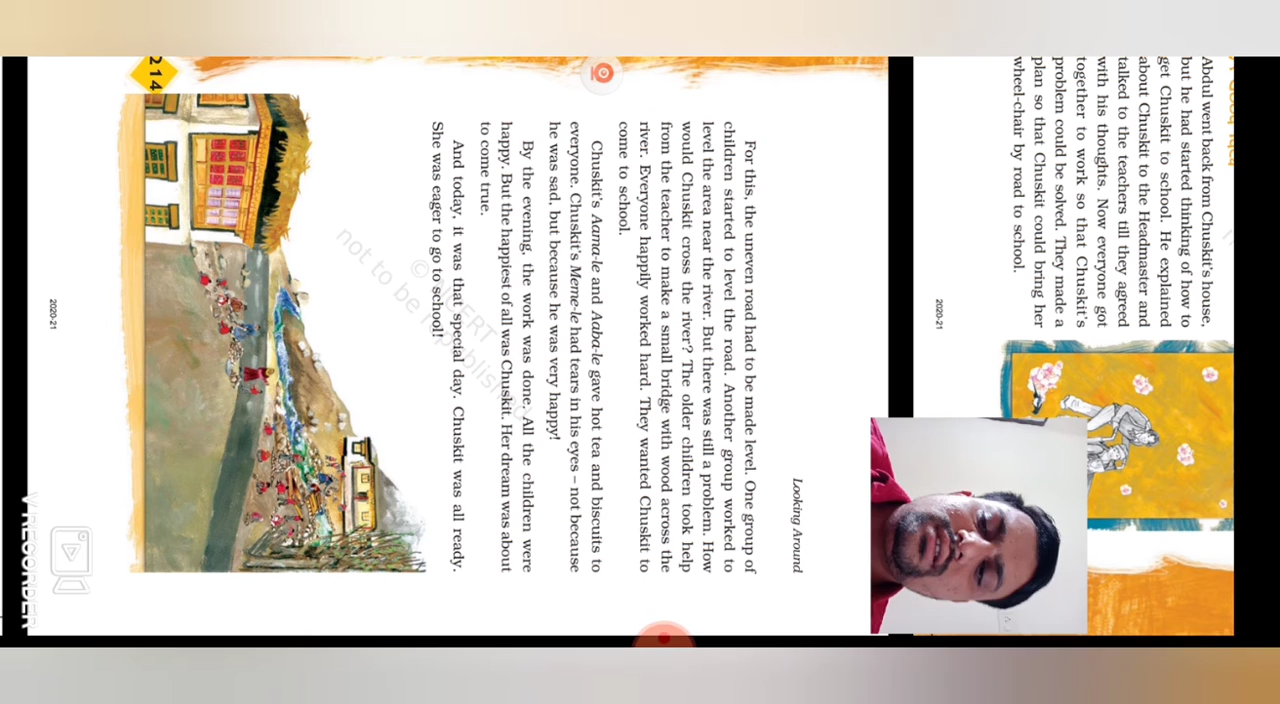 Abdul went back from Chuskit's house,
but he had started thinking of how to
get Chuskit to school. He explained
about Chuskit to the Headmaster and
talked to the teachers till they agreed
with his thoughts. Now everyone got
together to work so that Chuskit's
problem could be solved. They made a
plan so that Chuskit could bring her
wheel-chair by road to school.
2020-21
Looking Around
For this, the uneven road had to be made level. One group of
children started to level the road. Another group worked to
level the area near the river. But there was still a problem. How
would Chuskit cross the river? The older children took help
from the teacher to make a small bridge with wood across the
river. Everyone happily worked hard. They wanted Chuskit to
come to school.
Chuskit's Aama-le and Aaba-le gave hot tea and biscuits to
everyone. Chuskit's Meme-le had tears in his eyes – not because
he was sad, but because he was very happy!
By the evening, the work was done. All the children were
happy. But the happiest of all was Chuskit. Her dream was about
to come true.
And today, it was that special day. Chuskit was all ready.
She was eager to go to school!
© NCERT
not to be republished
214
2020-21
V RECORDER